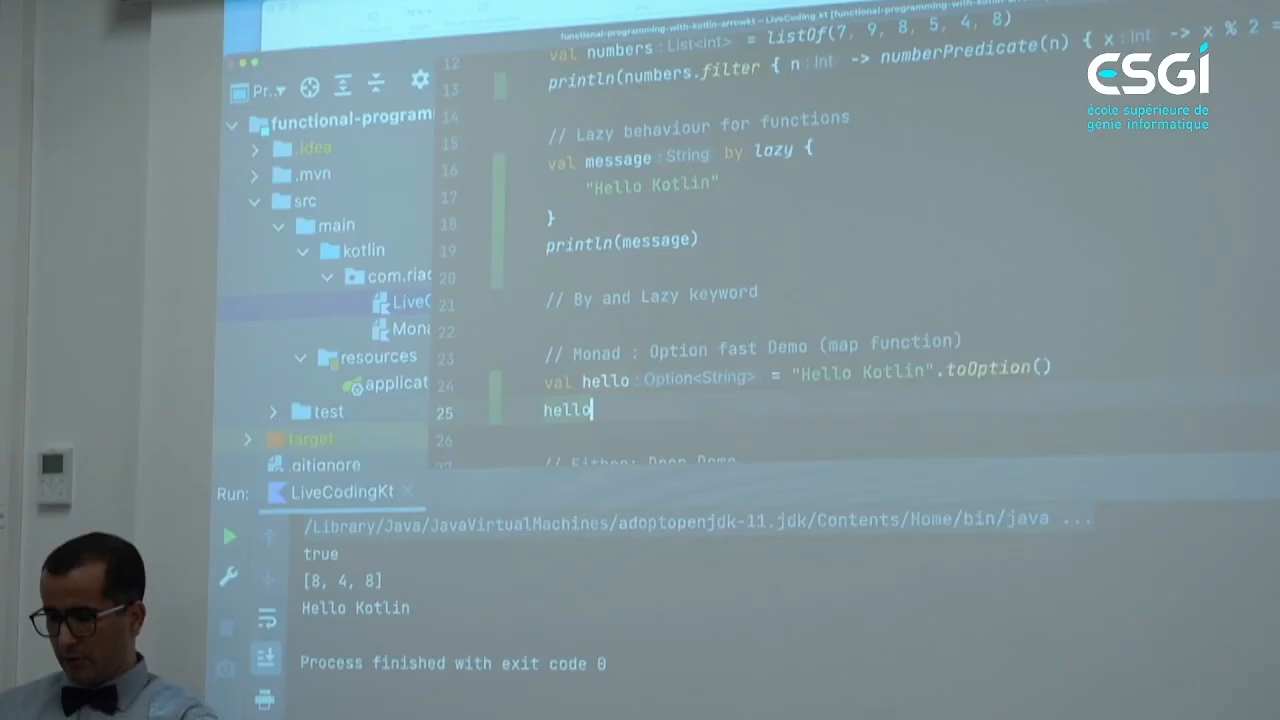 functional-programming-with-kotlin-arrowkt – LiveCoding.kt
ESGI
école supérieure de
génie informatique
Pr..
functional-program
.idea
.mvn
src
main
kotlin
com.riad
LiveC
Mona
resources
applicat
test
target
.gitignore
12 val numbers : List<Int> = listOf(7, 9, 8, 5, 4, 8)
13 println(numbers.filter { n : Int -> numberPredicate(n) { x : Int -> x % 2 =
14
15 // Lazy behaviour for functions
16 val message : String by lazy {
17 "Hello Kotlin"
18 }
19 println(message)
20
21 // By and Lazy keyword
22
23 // Monad : Option fast Demo (map function)
24 val hello : Option<String> = "Hello Kotlin".toOption()
25 hello
26
27 // Either: Deep Demo
Run: LiveCodingKt
/Library/Java/JavaVirtualMachines/adoptopenjdk-11.jdk/Contents/Home/bin/java ...
true
[8, 4, 8]
Hello Kotlin
Process finished with exit code 0